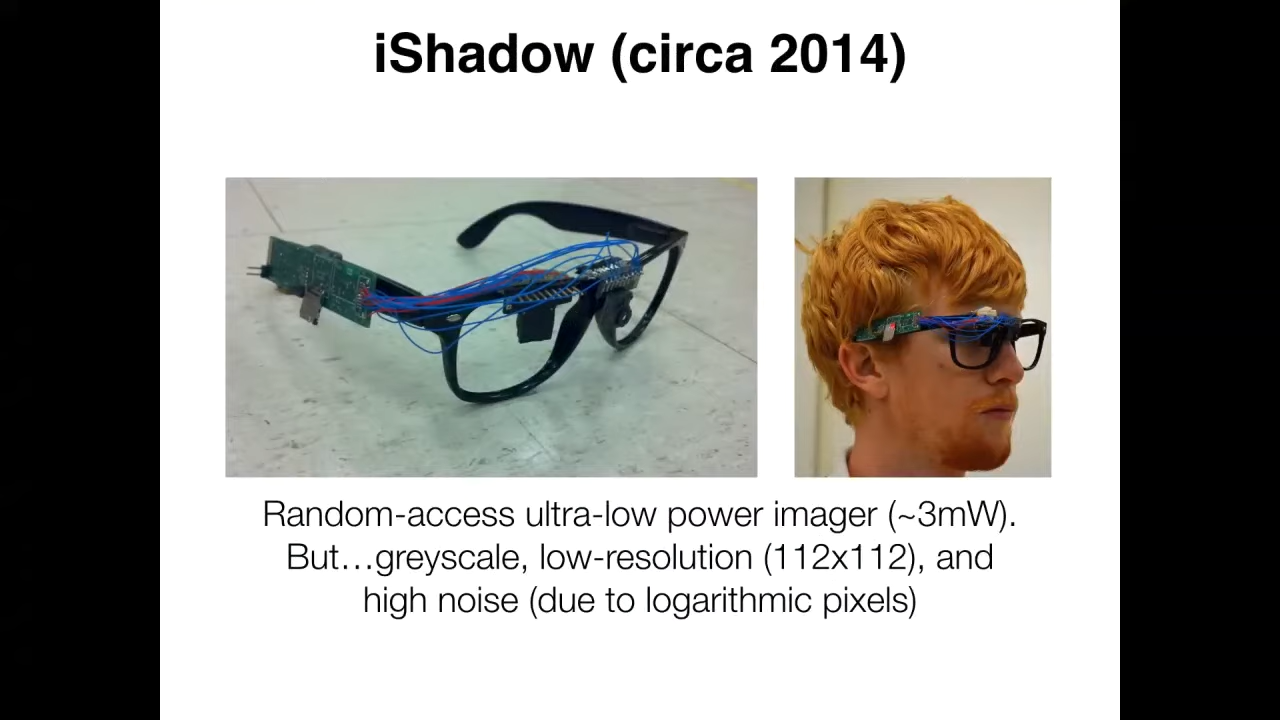 iShadow (circa 2014)
Random-access ultra-low power imager (~3mW).
But…greyscale, low-resolution (112x112), and
high noise (due to logarithmic pixels)